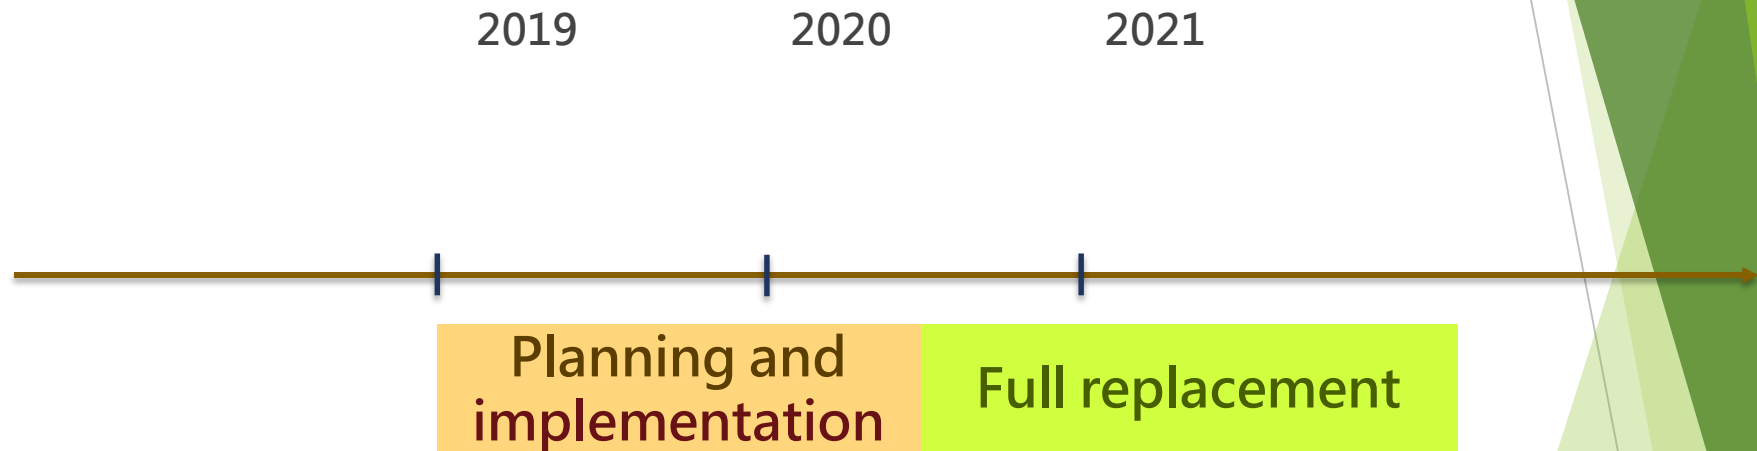 2019 2020 2021
Planning and
implementation
Full replacement